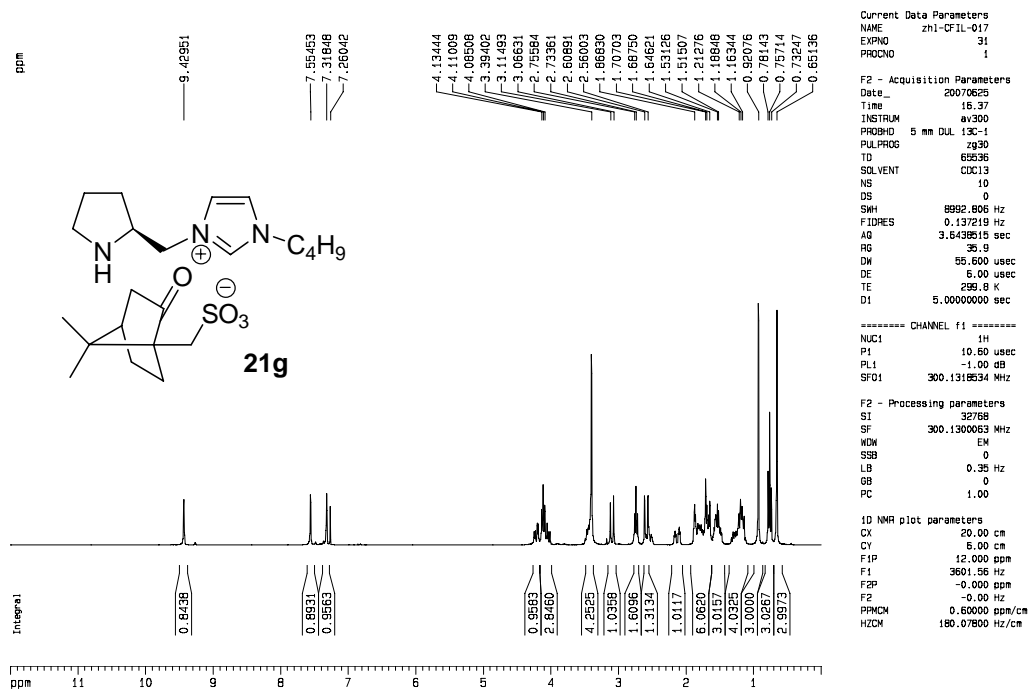 ppm
9.42951
7.55453
7.31848
7.26042
4.13444
4.11009
4.08508
3.39402
3.11493
3.06631
2.75584
2.73361
2.60891
2.56003
1.86830
1.70703
1.68750
1.64621
1.53126
1.51507
1.21276
1.18848
1.16344
0.92076
0.78143
0.75714
0.73247
0.65136
N
H
N
⊕
N
C4H9
O
⊖
SO3
21g
Integral
0.8438
0.8931
0.9563
0.9583
2.8460
4.2525
1.0358
1.6096
1.3134
1.0117
6.0620
3.0157
4.0325
3.0000
3.0267
2.9973
ppm 11 10 9 8 7 6 5 4 3 2 1
Current Data Parameters
NAME zhl-CFIL-017
EXPNO 31
PROCNO 1
F2 - Acquisition Parameters
Date_ 20070625
Time 16.37
INSTRUM av300
PROBHD 5 mm DUL 13C-1
PULPROG zg30
TD 65536
SOLVENT CDCl3
NS 10
DS 0
SWH 8992.806 Hz
FIDRES 0.137219 Hz
AQ 3.6438515 sec
RG 35.9
DW 55.600 usec
DE 6.00 usec
TE 299.8 K
D1 5.00000000 sec
======== CHANNEL f1 ========
NUC1 1H
P1 10.60 usec
PL1 -1.00 dB
SFO1 300.1318534 MHz
F2 - Processing parameters
SI 32768
SF 300.1300063 MHz
WDW EM
SSB 0
LB 0.35 Hz
GB 0
PC 1.00
1D NMR plot parameters
CX 20.00 cm
CY 6.00 cm
F1P 12.000 ppm
F1 3601.56 Hz
F2P -0.000 ppm
F2 -0.00 Hz
PPMCM 0.60000 ppm/cm
HZCM 180.07800 Hz/cm